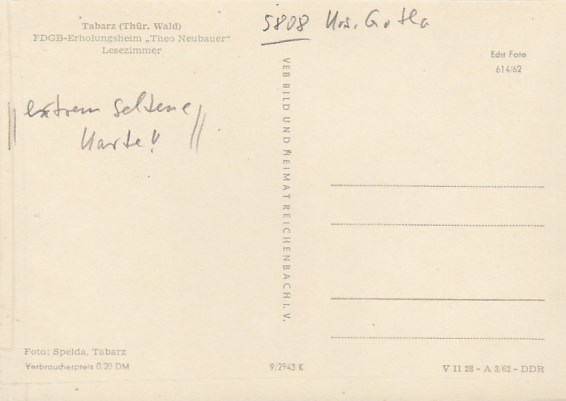 5808 Krs. Gotha
Tabarz (Thür. Wald)
FDGB-Erholungsheim „Theo Neubauer"
Lesezimmer
Echt Foto
614/62
extrem seltene
Karte!!
VEB BILD UND HEIMAT REICHENBACH I. V.
Foto: Spelda, Tabarz
Verbraucherpreis 0,20 DM
9/2943 K
V 11 28 - A 3/62 - DDR